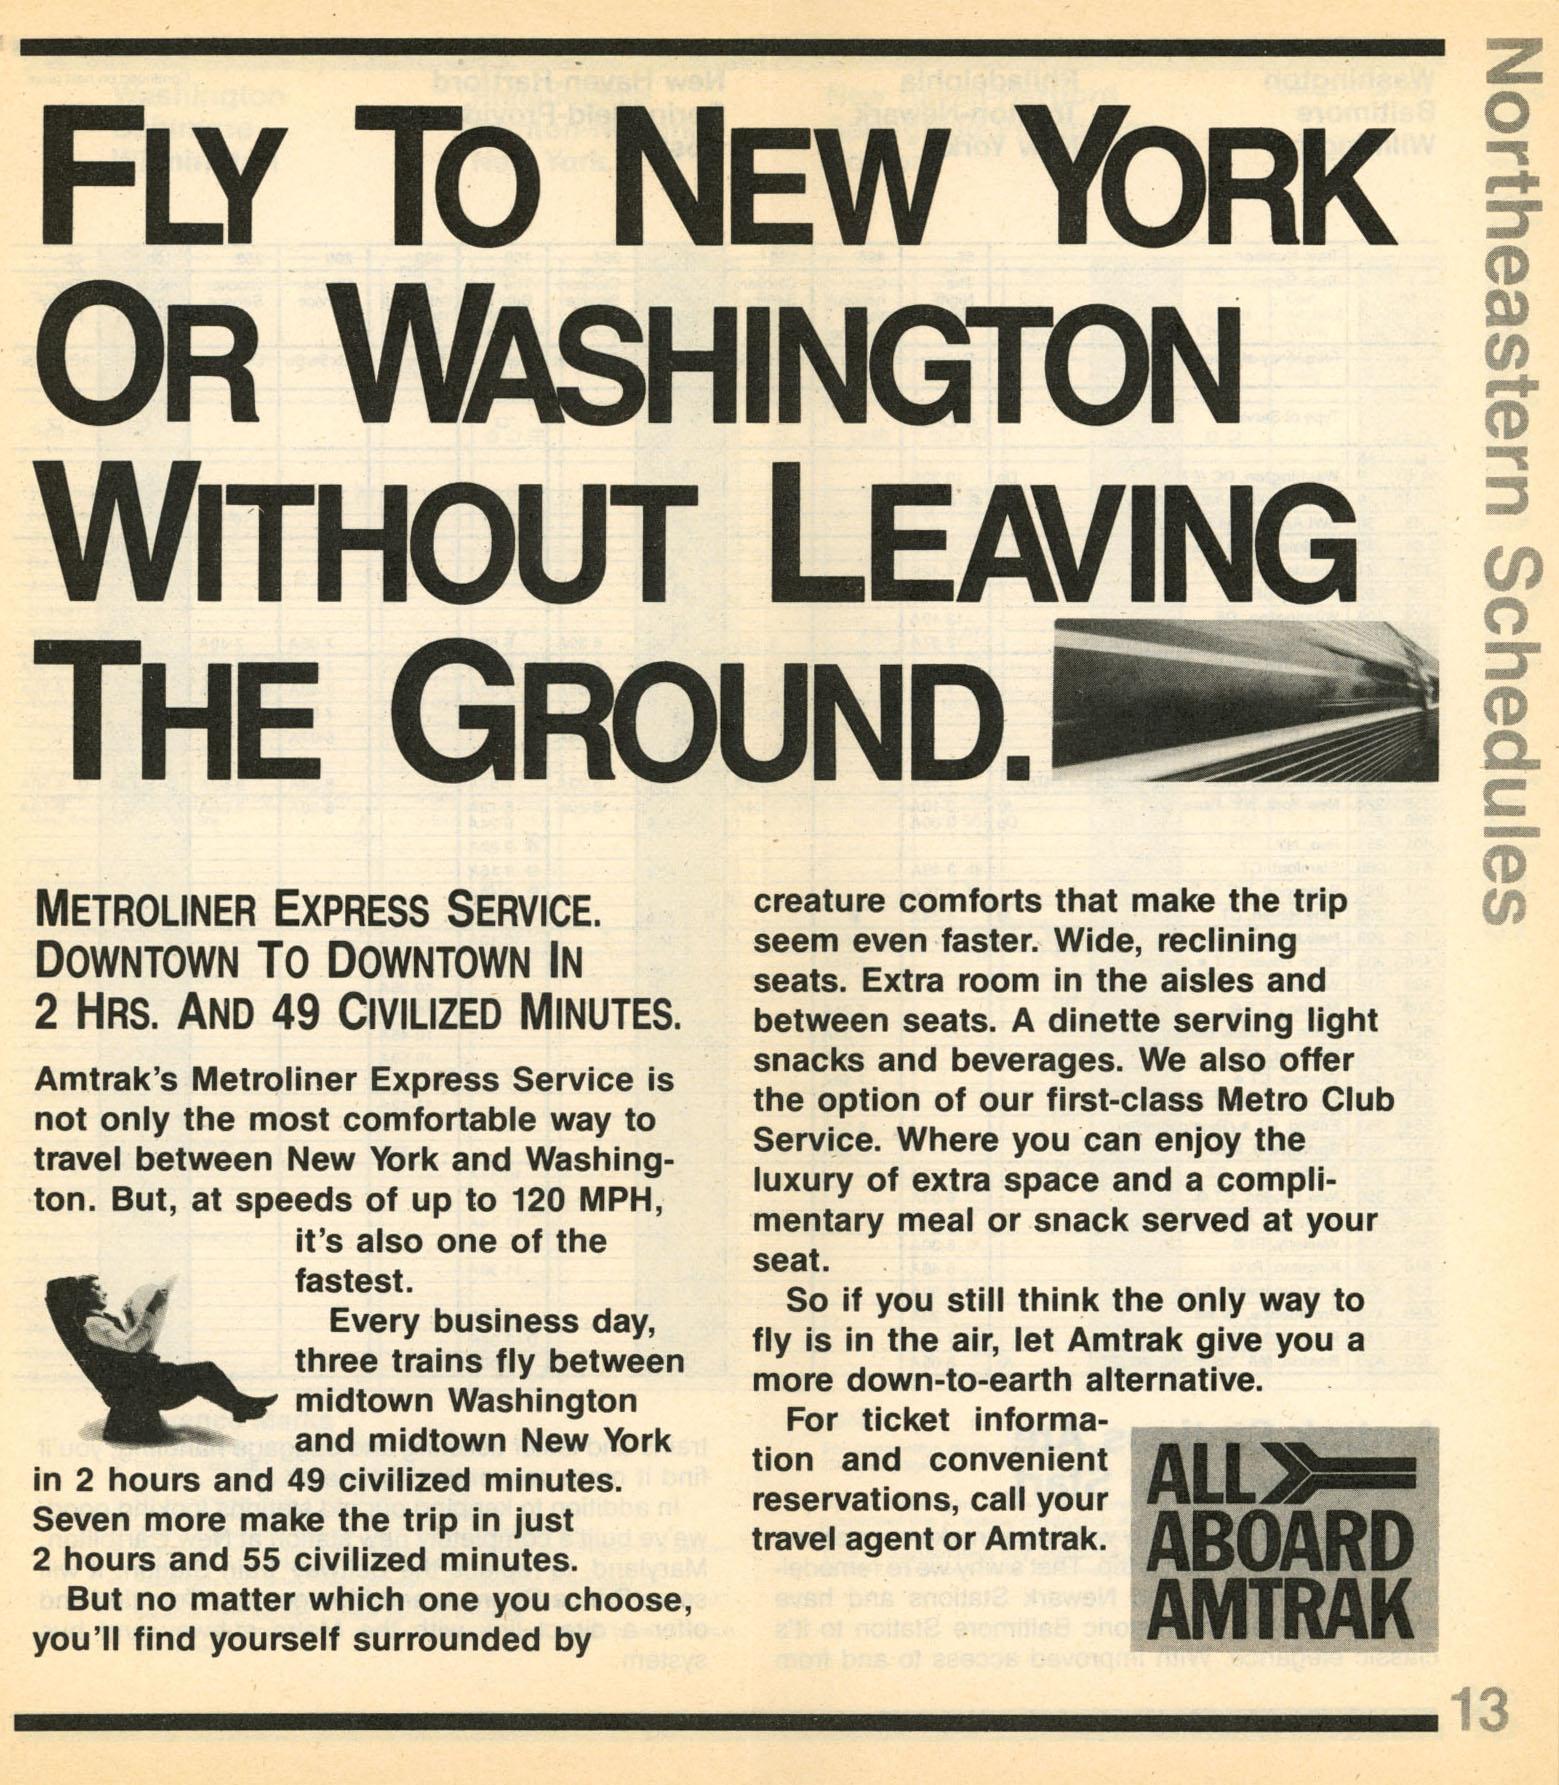 FLY TO NEW YORK
OR WASHINGTON
WITHOUT LEAVING
THE GROUND.
METROLINER EXPRESS SERVICE.
DOWNTOWN TO DOWNTOWN IN
2 HRS. AND 49 CIVILIZED MINUTES.
Amtrak's Metroliner Express Service is
not only the most comfortable way to
travel between New York and Washing-
ton. But, at speeds of up to 120 MPH,
it's also one of the
fastest.
Every business day,
three trains fly between
midtown Washington
and midtown New York
in 2 hours and 49 civilized minutes.
Seven more make the trip in just
2 hours and 55 civilized minutes.
But no matter which one you choose,
you'll find yourself surrounded by
creature comforts that make the trip
seem even faster. Wide, reclining
seats. Extra room in the aisles and
between seats. A dinette serving light
snacks and beverages. We also offer
the option of our first-class Metro Club
Service. Where you can enjoy the
luxury of extra space and a compli-
mentary meal or snack served at your
seat.
So if you still think the only way to
fly is in the air, let Amtrak give you a
more down-to-earth alternative.
For ticket informa-
tion and convenient
reservations, call your
travel agent or Amtrak.
ALL
ABOARD
AMTRAK
Northeastern Schedules
13